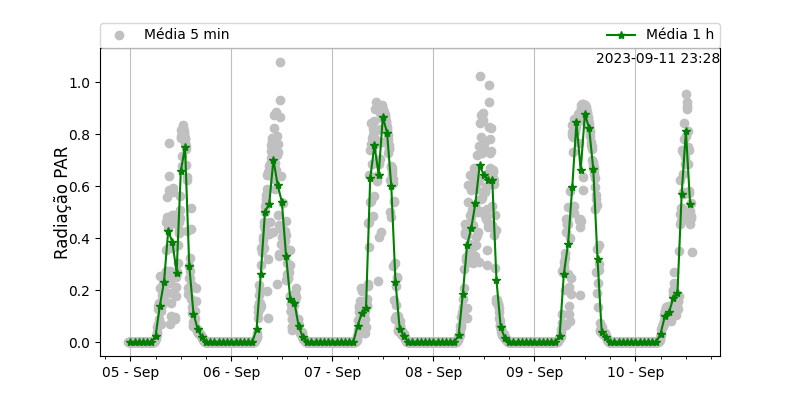 Média 5 min
Média 1 h
2023-09-11 23:28
Radiação PAR
1.0
0.8
0.6
0.4
0.2
0.0
05 - Sep
06 - Sep
07 - Sep
08 - Sep
09 - Sep
10 - Sep